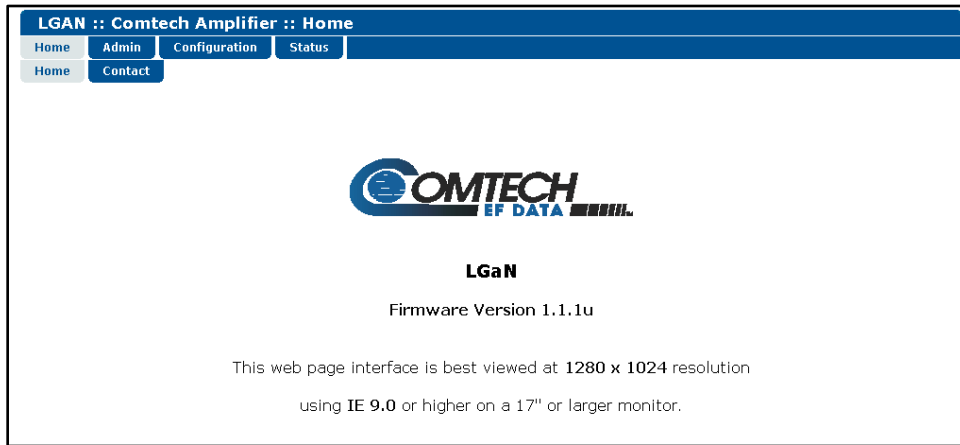 LGAN :: Comtech Amplifier :: Home
Home Admin Configuration Status
Home Contact
COMTECH
EF DATA
LGaN
Firmware Version 1.1.1u
This web page interface is best viewed at 1280 x 1024 resolution
using IE 9.0 or higher on a 17" or larger monitor.